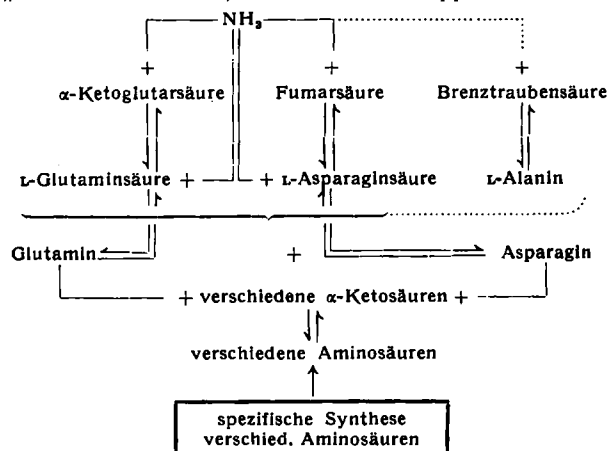 NH₃
+ + +
α-Ketoglutarsäure Fumarsäure Brenztraubensäure
L-Glutaminsäure + + L-Asparaginsäure L-Alanin
Glutamin + Asparagin
+ verschiedene α-Ketosäuren +
verschiedene Aminosäuren
spezifische Synthese
verschied. Aminosäuren